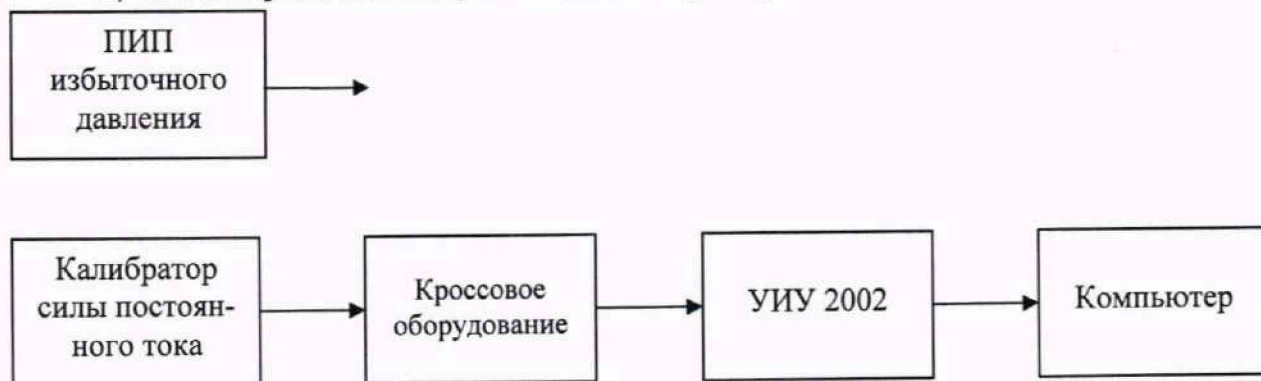 ПИП
избыточного
давления
Калибратор
силы постоян-
ного тока
Кроссовое
оборудование
УИУ 2002
Компьютер